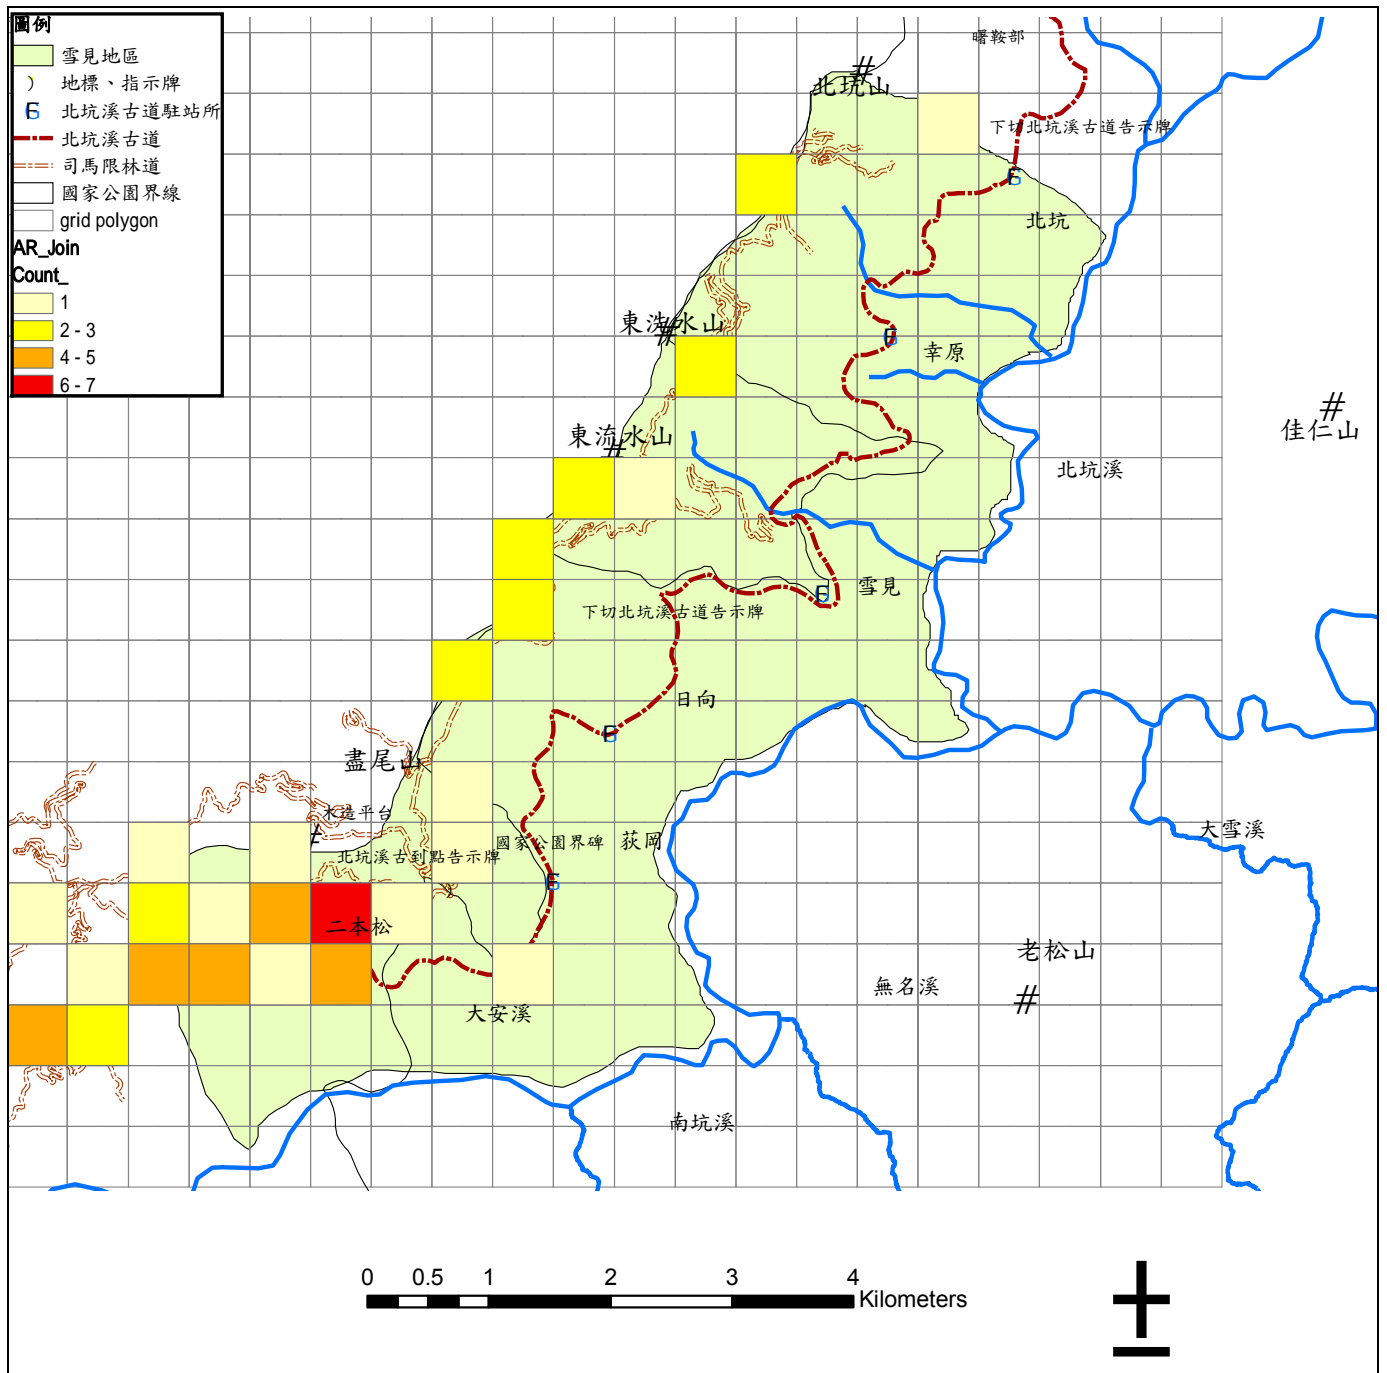 圖例
雪見地區
地標、指示牌
北坑溪古道駐站所
北坑溪古道
司馬限林道
國家公園界線
grid polygon
AR_Join
Count_
1
2 - 3
4 - 5
6 - 7
曙鞍部
北坑山
下切北坑溪古道告示牌
北坑
東洗水山
幸原
東流水山
佳仁山
北坑溪
雪見
下切北坑溪古道告示牌
日向
盡尾山
木造平台
國家公園界碑
荻岡
大雪溪
北坑溪古到點告示牌
二本松
老松山
無名溪
大安溪
南坑溪
0 0.5 1 2 3 4
Kilometers